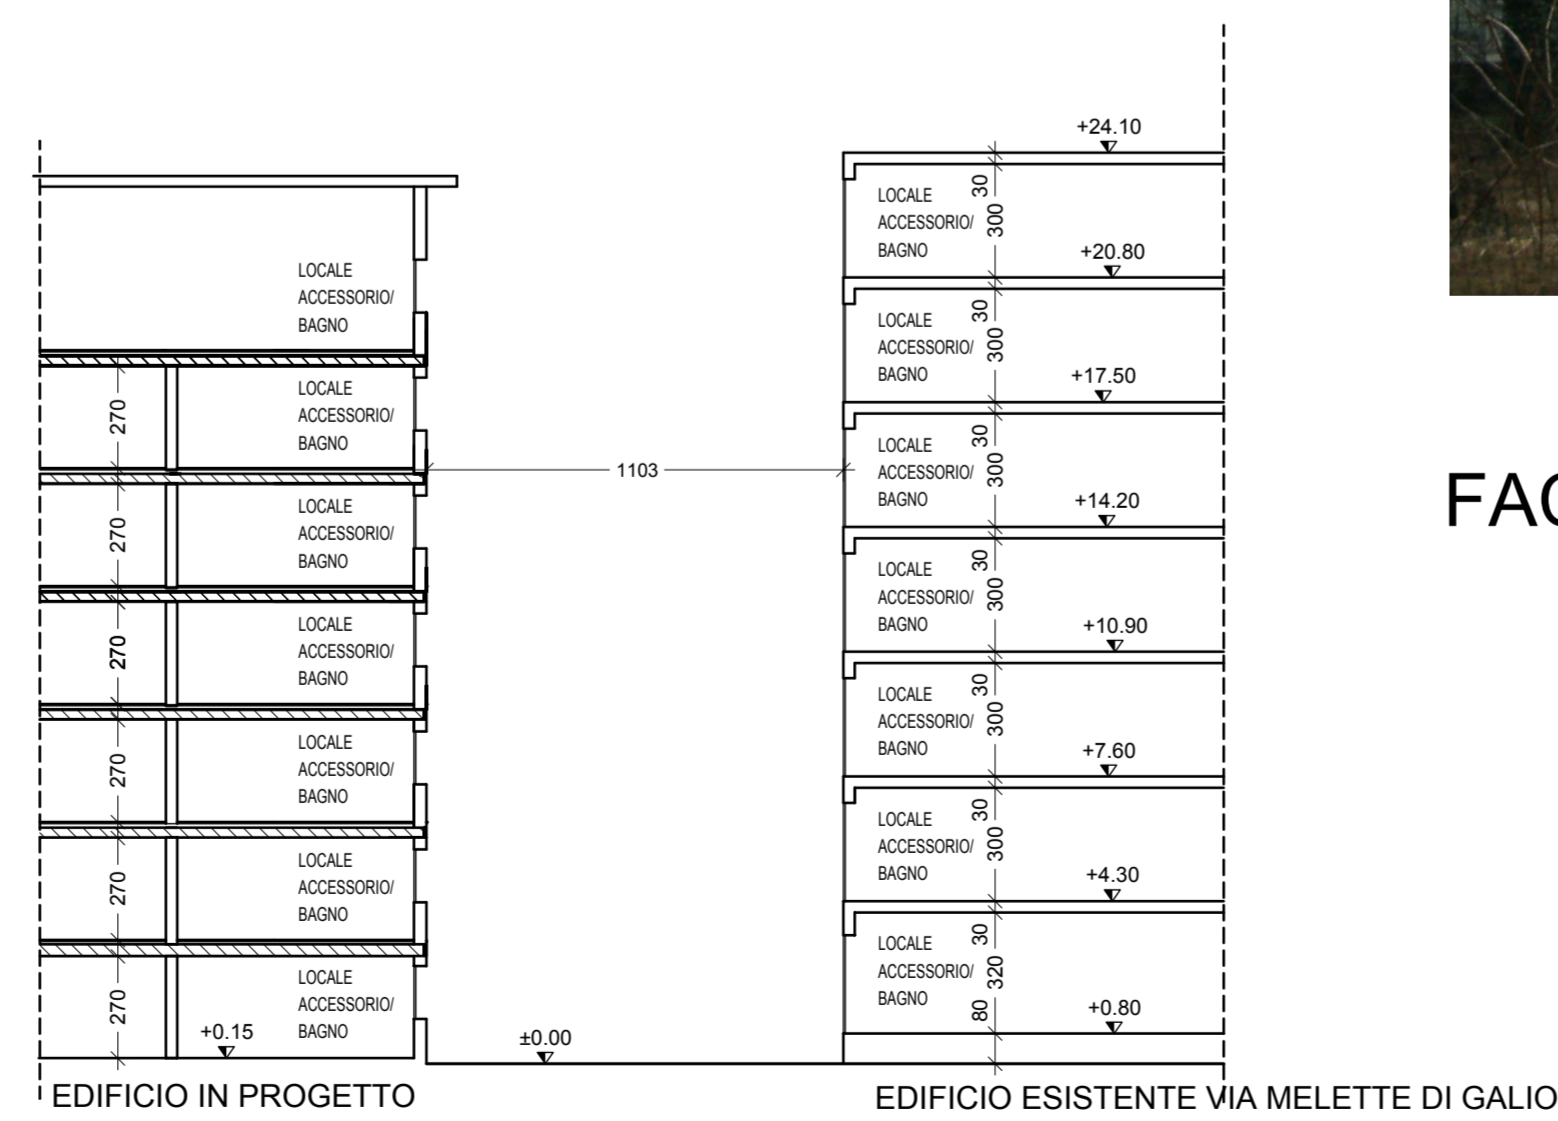 +24.10
LOCALE
ACCESSORIO/
BAGNO
30
300
+20.80
LOCALE
ACCESSORIO/
BAGNO
30
300
+17.50
LOCALE
ACCESSORIO/
BAGNO
30
300
+14.20
LOCALE
ACCESSORIO/
BAGNO
30
300
+10.90
LOCALE
ACCESSORIO/
BAGNO
30
300
+7.60
LOCALE
ACCESSORIO/
BAGNO
30
300
+4.30
LOCALE
ACCESSORIO/
BAGNO
30
320
80
+0.80
LOCALE
ACCESSORIO/
BAGNO
270
LOCALE
ACCESSORIO/
BAGNO
270
LOCALE
ACCESSORIO/
BAGNO
270
LOCALE
ACCESSORIO/
BAGNO
270
LOCALE
ACCESSORIO/
BAGNO
270
LOCALE
ACCESSORIO/
BAGNO
270
LOCALE
ACCESSORIO/
BAGNO
+0.15
1103
±0.00
EDIFICIO IN PROGETTO
EDIFICIO ESISTENTE VIA MELETTE DI GALIO